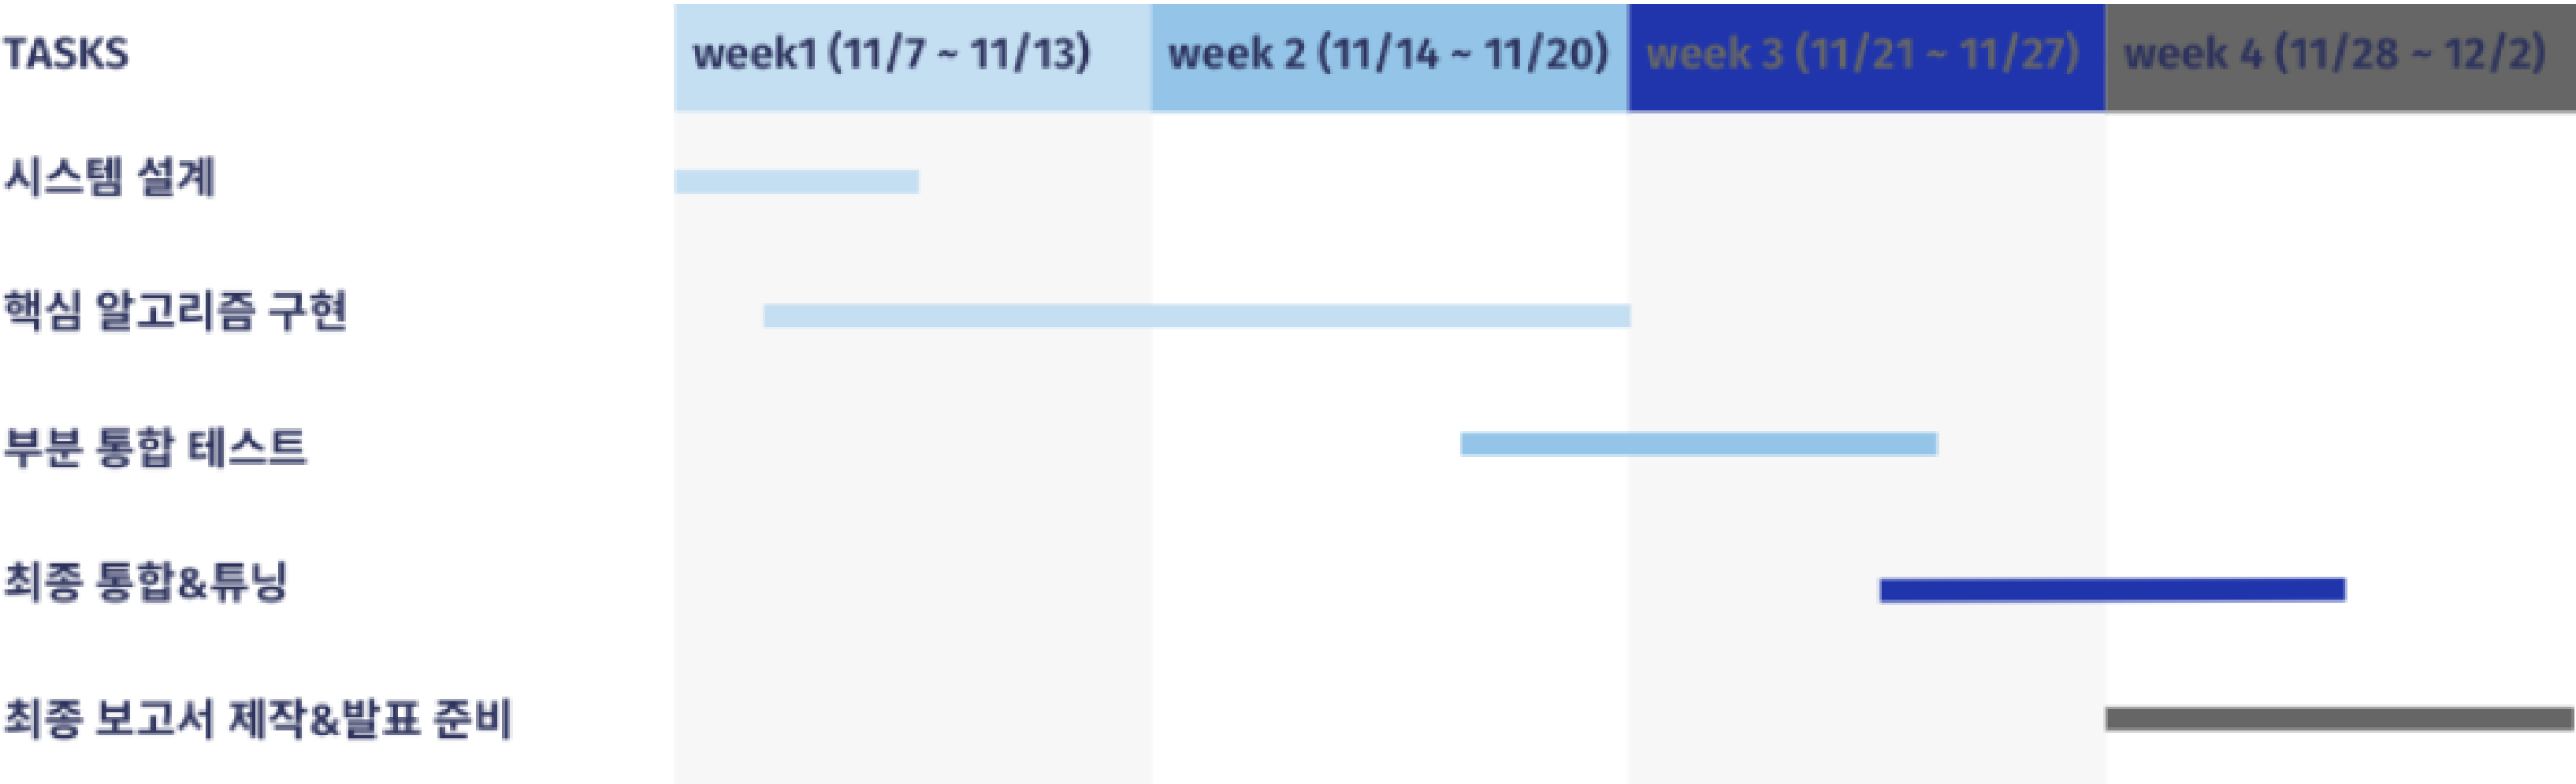 TASKS week1 (11/7 ~ 11/13) week 2 (11/14 ~ 11/20) week 3 (11/21 ~ 11/27) week 4 (11/28 ~ 12/2)
시스템 설계
핵심 알고리즘 구현
부분 통합 테스트
최종 통합&튜닝
최종 보고서 제작&발표 준비